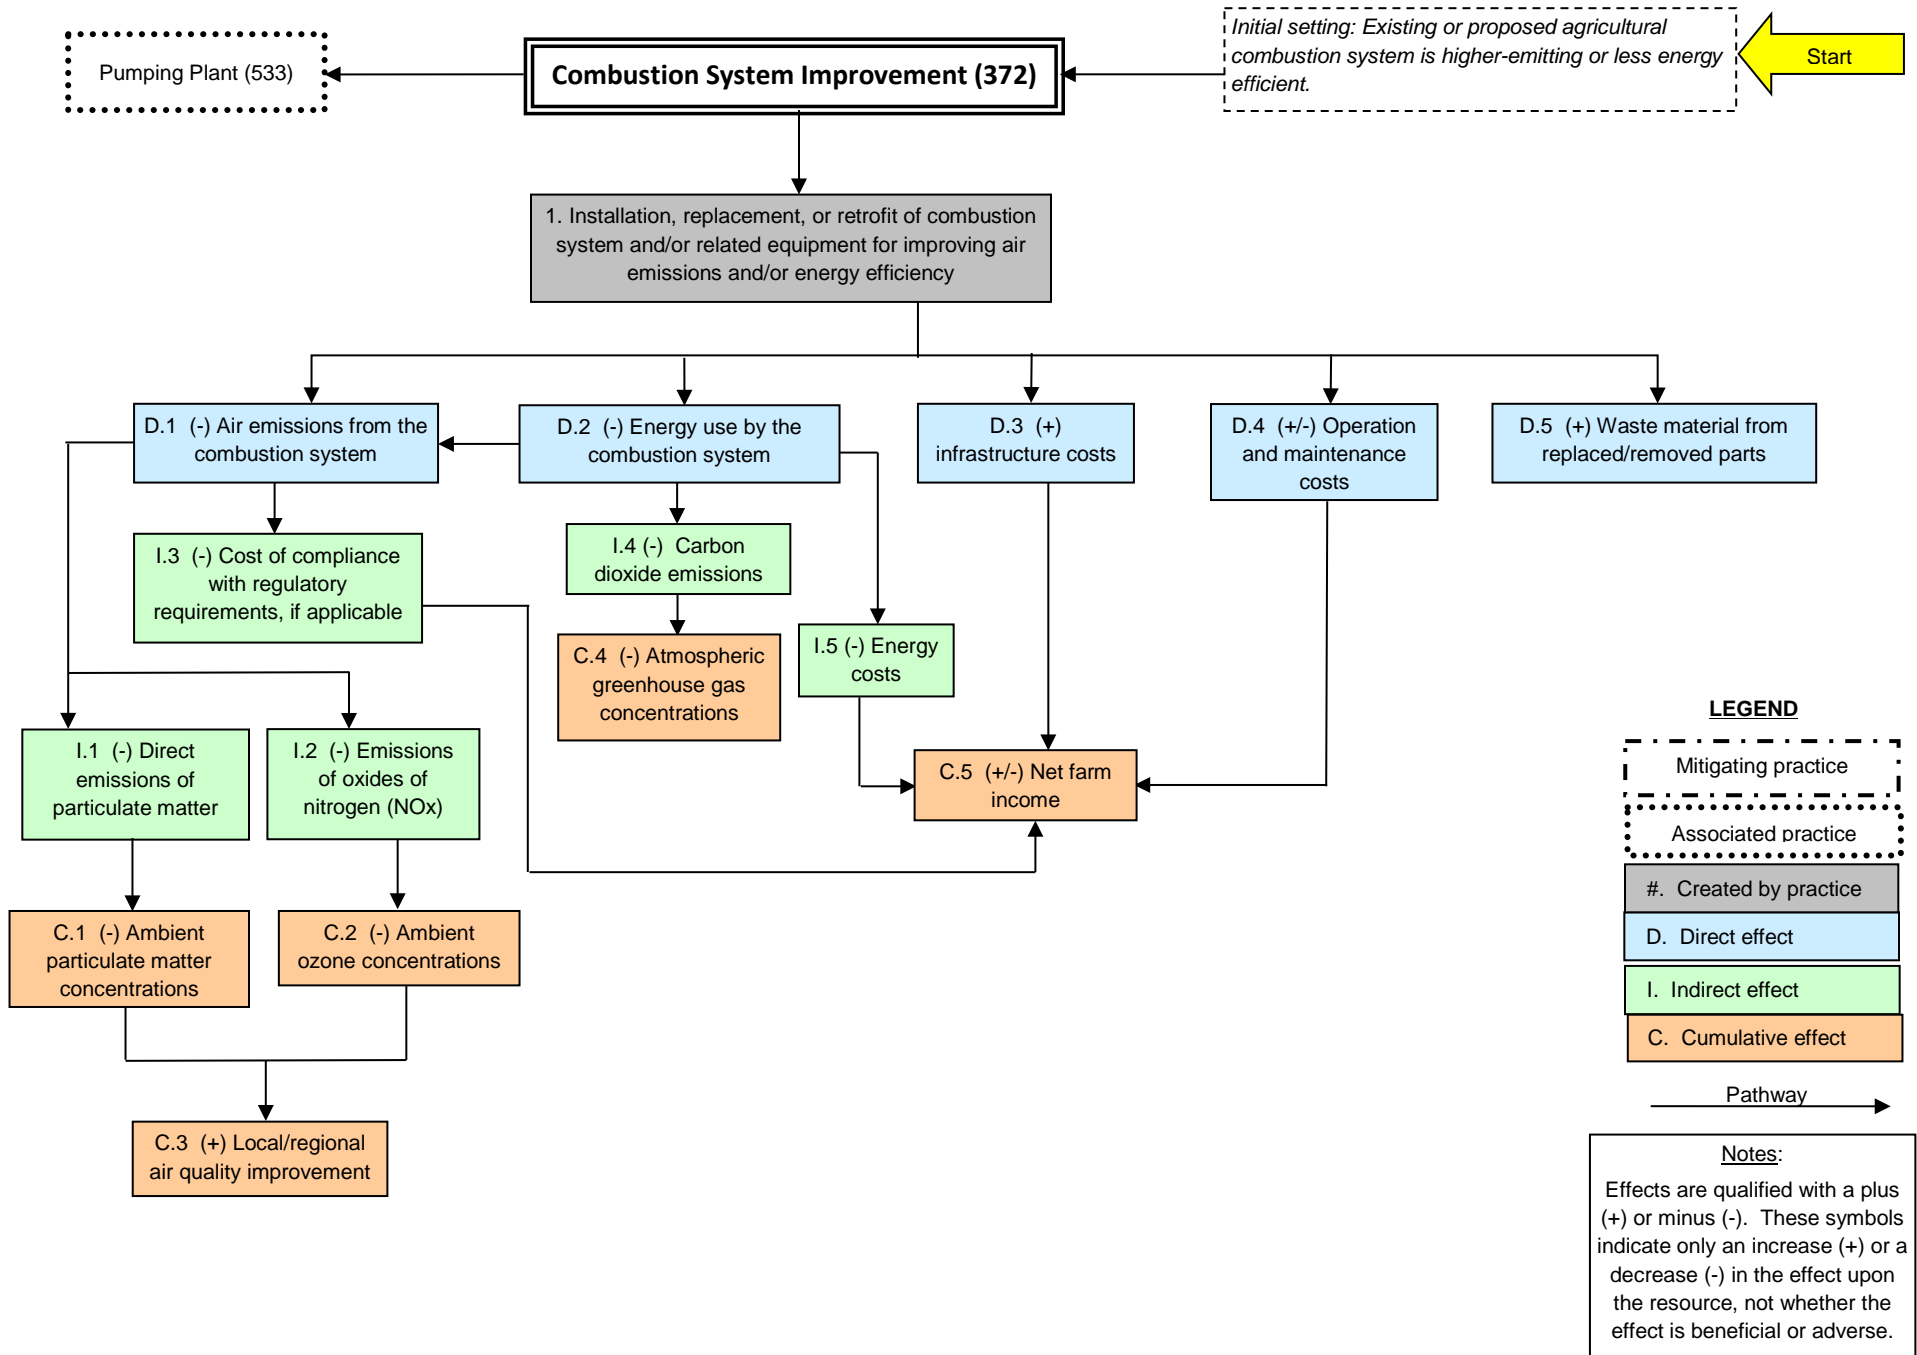 Pumping Plant (533)
Combustion System Improvement (372)
Initial setting: Existing or proposed agricultural
combustion system is higher-emitting or less energy
efficient.
Start
1. Installation, replacement, or retrofit of combustion
system and/or related equipment for improving air
emissions and/or energy efficiency
D.1 (-) Air emissions from the
combustion system
D.2 (-) Energy use by the
combustion system
D.3 (+)
infrastructure costs
D.4 (+/-) Operation
and maintenance
costs
D.5 (+) Waste material from
replaced/removed parts
I.3 (-) Cost of compliance
with regulatory
requirements, if applicable
I.4 (-) Carbon
dioxide emissions
I.5 (-) Energy
costs
C.4 (-) Atmospheric
greenhouse gas
concentrations
I.1 (-) Direct
emissions of
particulate matter
I.2 (-) Emissions
of oxides of
nitrogen (NOx)
C.5 (+/-) Net farm
income
C.1 (-) Ambient
particulate matter
concentrations
C.2 (-) Ambient
ozone concentrations
C.3 (+) Local/regional
air quality improvement
LEGEND
Mitigating practice
Associated practice
#. Created by practice
D. Direct effect
I. Indirect effect
C. Cumulative effect
Pathway
Notes:
Effects are qualified with a plus
(+) or minus (-). These symbols
indicate only an increase (+) or a
decrease (-) in the effect upon
the resource, not whether the
effect is beneficial or adverse.